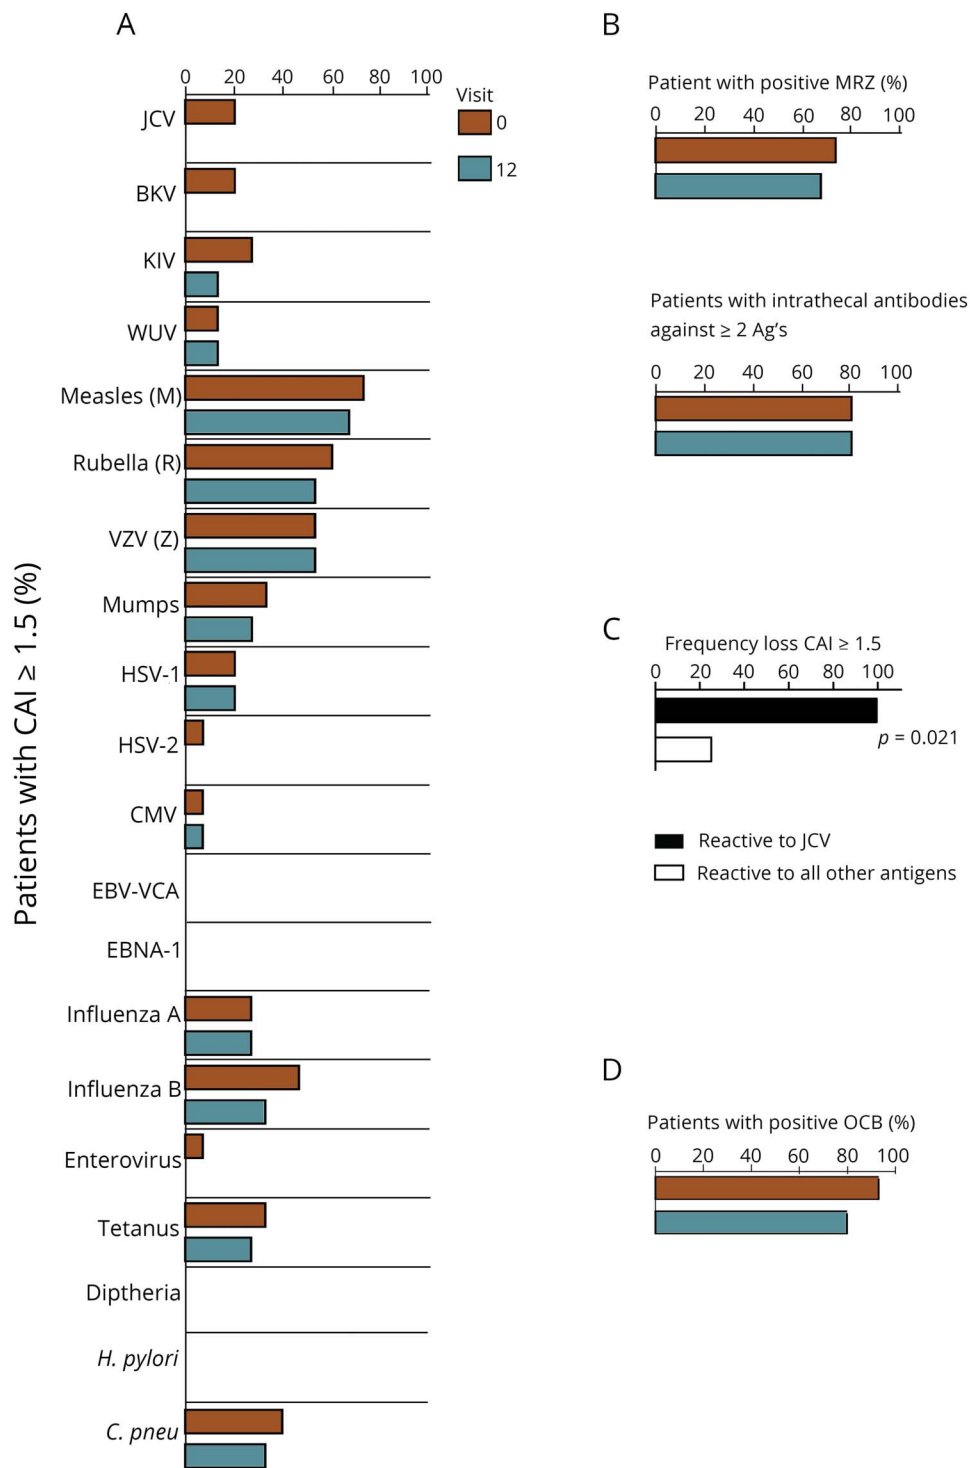 A
0 20 40 60 80 100
Visit
0
12
Patients with CAI ≥ 1.5 (%)
JCV
BKV
KIV
WUV
Measles (M)
Rubella (R)
VZV (Z)
Mumps
HSV-1
HSV-2
CMV
EBV-VCA
EBNA-1
Influenza A
Influenza B
Enterovirus
Tetanus
Diptheria
H. pylori
C. pneu
B
Patient with positive MRZ (%)
0 20 40 60 80 100
Patients with intrathecal antibodies
against ≥ 2 Ag's
0 20 40 60 80 100
C
Frequency loss CAI ≥ 1.5
0 20 40 60 80 100
p = 0.021
Reactive to JCV
Reactive to all other antigens
D
Patients with positive OCB (%)
0 20 40 60 80 100